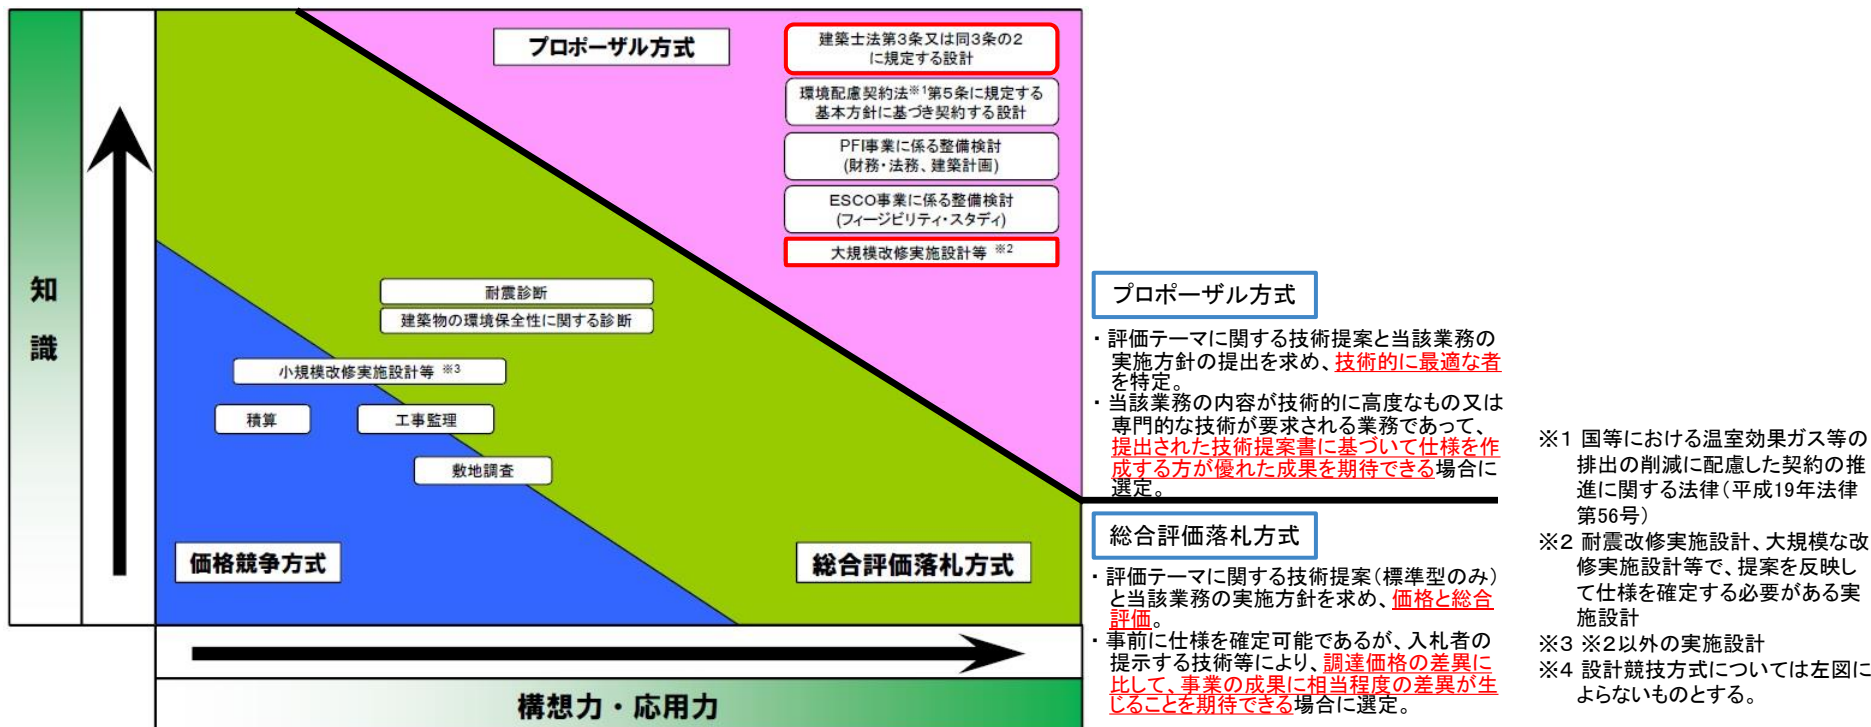 知
識
プロポーザル方式
建築士法第3条又は同3条の2
に規定する設計
環境配慮契約法※1第5条に規定する
基本方針に基づき契約する設計
PFI事業に係る整備検討
(財務・法務、建築計画)
ESCO事業に係る整備検討
(フィージビリティ・スタディ)
大規模改修実施設計等 ※2
耐震診断
建築物の環境保全性に関する診断
小規模改修実施設計等 ※3
積算
工事監理
敷地調査
価格競争方式
総合評価落札方式
構想力・応用力
プロポーザル方式
・評価テーマに関する技術提案と当該業務の
実施方針の提出を求め、技術的に最適な者
を特定。
・当該業務の内容が技術的に高度なもの又は
専門的な技術が要求される業務であって、
提出された技術提案書に基づいて仕様を作
成する方が優れた成果を期待できる場合に
選定。
総合評価落札方式
・評価テーマに関する技術提案(標準型のみ)
と当該業務の実施方針を求め、価格と総合
評価。
・事前に仕様を確定可能であるが、入札者の
提示する技術等により、調達価格の差異に
比して、事業の成果に相当程度の差異が生
じることを期待できる場合に選定。
※1 国等における温室効果ガス等の
排出の削減に配慮した契約の推
進に関する法律(平成19年法律
第56号)
※2 耐震改修実施設計、大規模な改
修実施設計等で、提案を反映し
て仕様を確定する必要がある実
施設計
※3 ※2以外の実施設計
※4 設計競技方式については左図に
よらないものとする。